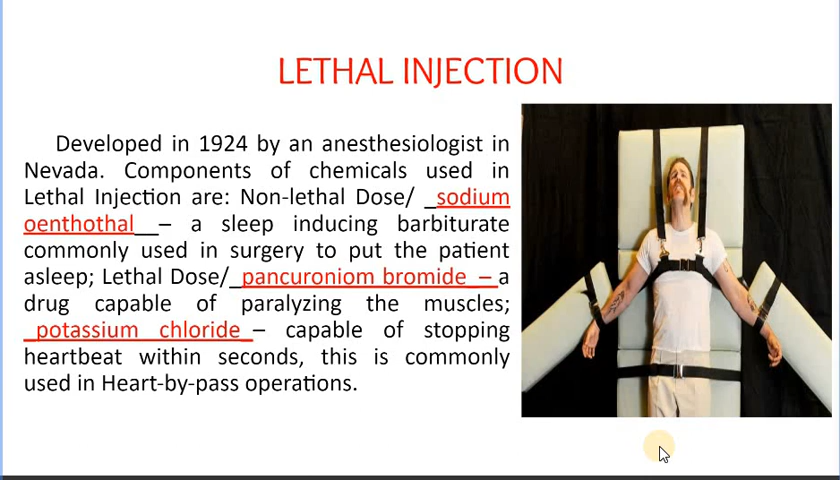 LETHAL INJECTION
Developed in 1924 by an anesthesiologist in
Nevada. Components of chemicals used in
Lethal Injection are: Non-lethal Dose/ _sodium
oenthothal__– a sleep inducing barbiturate
commonly used in surgery to put the patient
asleep; Lethal Dose/_pancuroniom bromide_– a
drug capable of paralyzing the muscles;
_potassium chloride_– capable of stopping
heartbeat within seconds, this is commonly
used in Heart-by-pass operations.